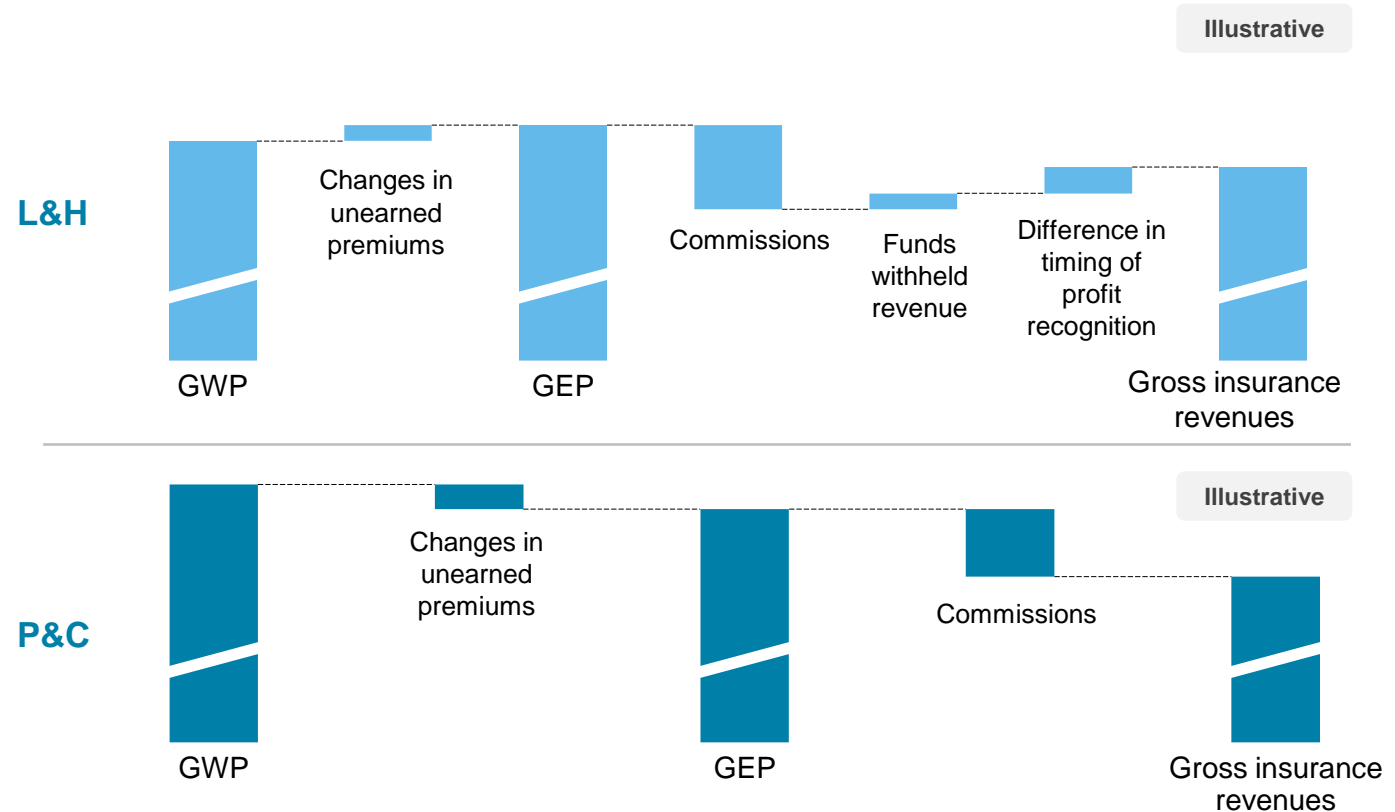 Illustrative
L&H
Changes in
unearned
premiums
Commissions
Funds
withheld
revenue
Difference in
timing of
profit
recognition
GWP
GEP
Gross insurance
revenues
Illustrative
P&C
Changes in
unearned
premiums
Commissions
GWP
GEP
Gross insurance
revenues